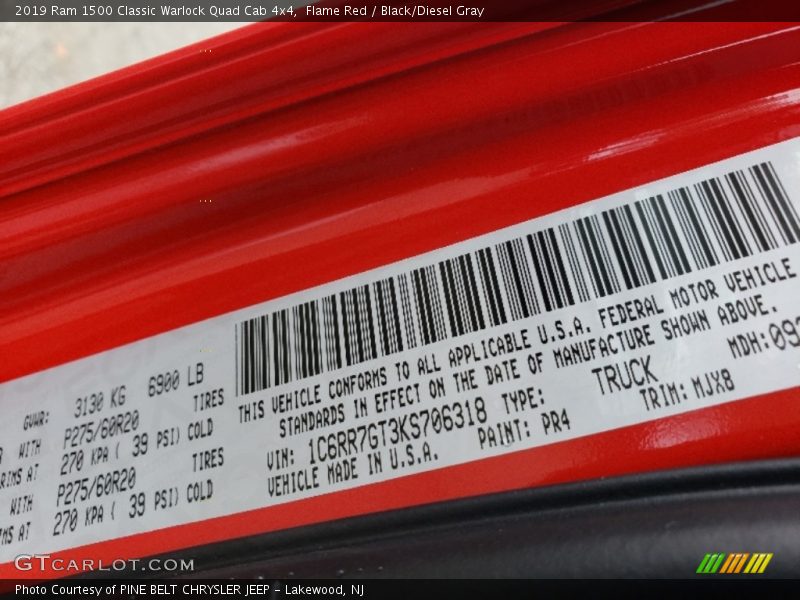 2019 Ram 1500 Classic Warlock Quad Cab 4x4,  Flame Red / Black/Diesel Gray
GVWR: 3130 KG 6900 LB
WITH P275/60R20 TIRES
RIMS AT 270 KPA ( 39 PSI) COLD
WITH P275/60R20 TIRES
AT 270 KPA ( 39 PSI) COLD
THIS VEHICLE CONFORMS TO ALL APPLICABLE U.S.A. FEDERAL MOTOR VEHICLE
STANDARDS IN EFFECT ON THE DATE OF MANUFACTURE SHOWN ABOVE.
VIN: 1C6RR7GT3KS706318 TYPE: TRUCK MDH:
VEHICLE MADE IN U.S.A. PAINT: PR4 TRIM: MJX8
GTCARLOT.COM
Photo Courtesy of PINE BELT CHRYSLER JEEP - Lakewood, NJ